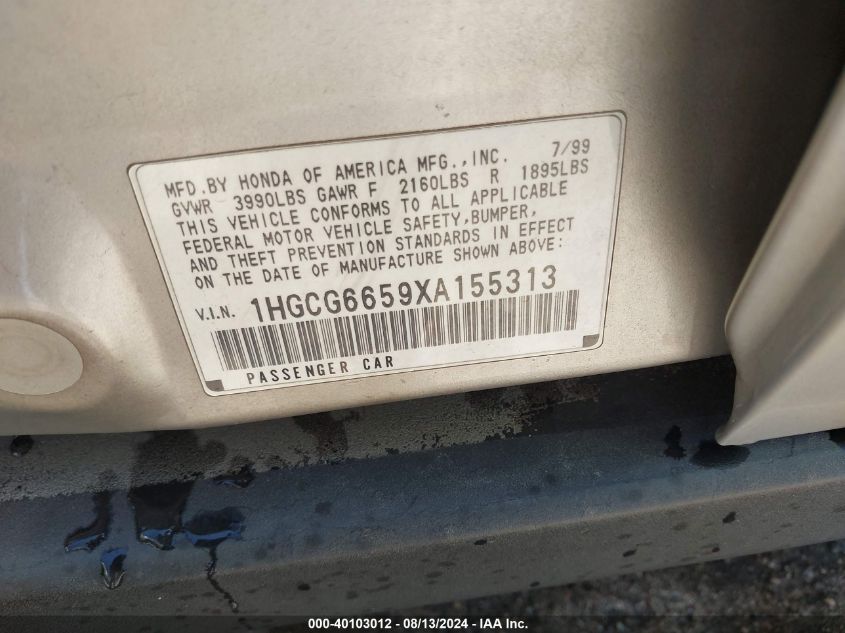 MFD.BY HONDA OF AMERICA MFG.,INC. 7/99
GVWR 3990LBS GAWR F 2160LBS R 1895LBS
THIS VEHICLE CONFORMS TO ALL APPLICABLE
FEDERAL MOTOR VEHICLE SAFETY,BUMPER,
AND THEFT PREVENTION STANDARDS IN EFFECT
ON THE DATE OF MANUFACTURE SHOWN ABOVE:
V.I.N. 1HGCG6659XA155313
PASSENGER CAR
000-40103012 - 08/13/2024 - IAA Inc.